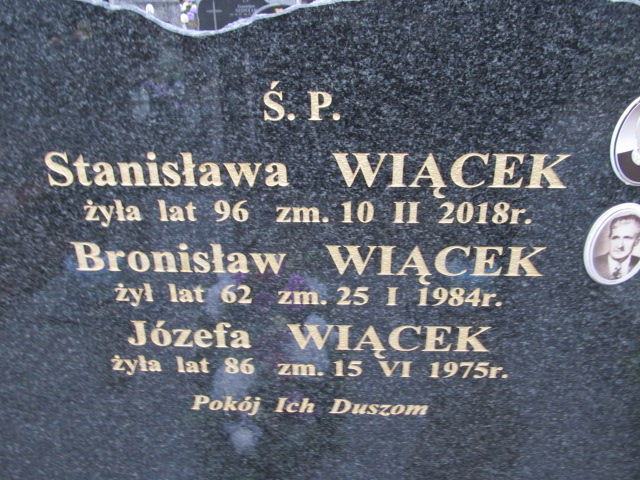 Ś. P.
Stanisława WIĄCEK
żyła lat 96 zm. 10 II 2018r.
Bronisław WIĄCEK
żył lat 62 zm. 25 I 1984r.
Józefa WIĄCEK
żyła lat 86 zm. 15 VI 1975r.
Pokój Ich Duszom